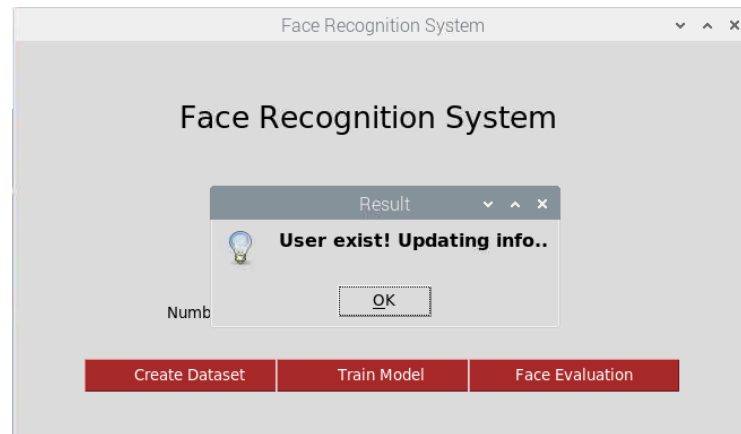 Face Recognition System
Face Recognition System
Result
User exist! Updating info..
OK
Numb
Create Dataset Train Model Face Evaluation